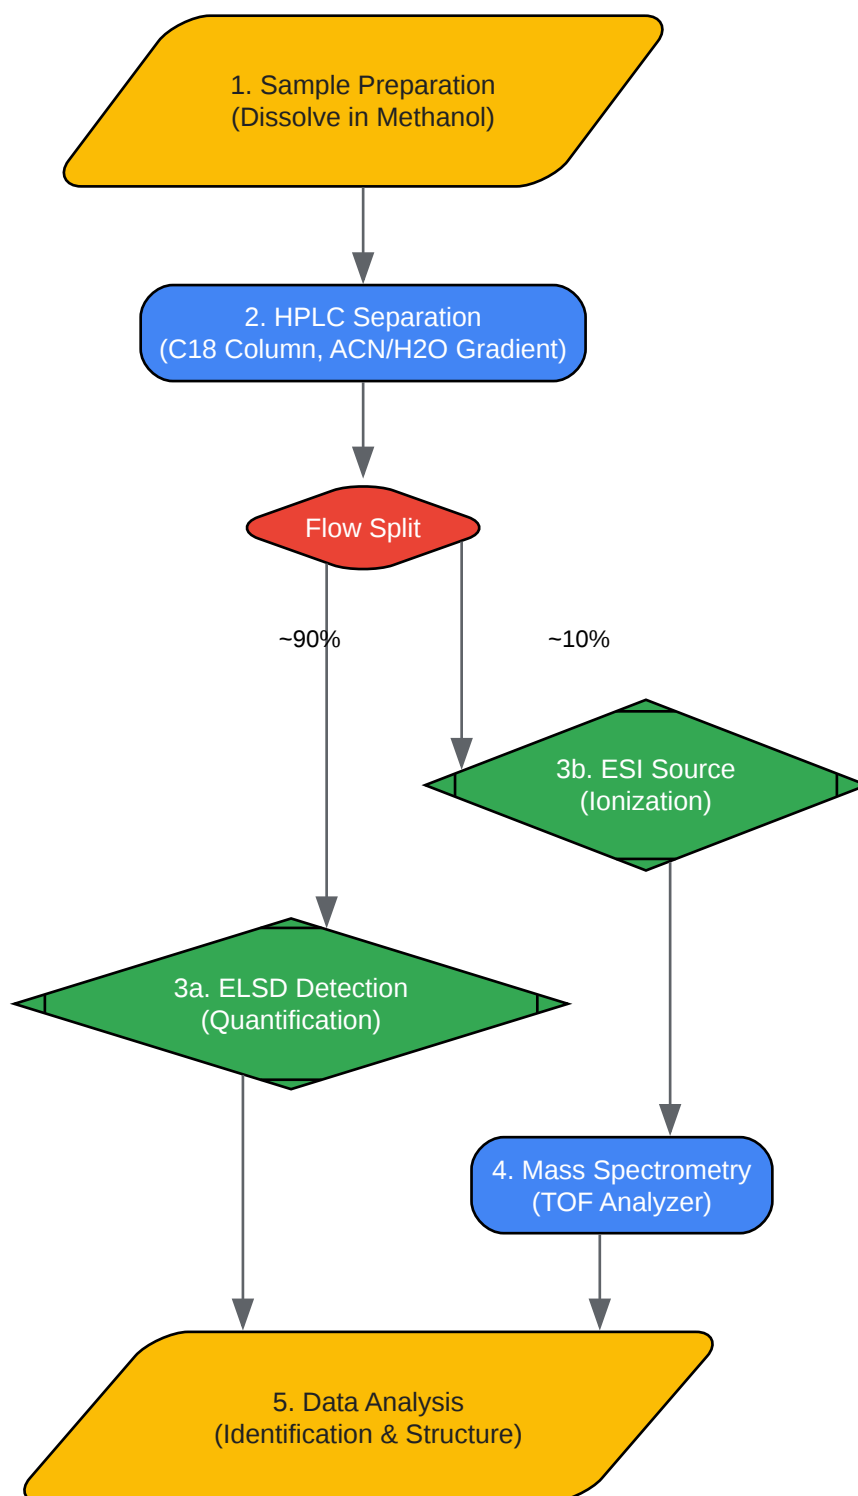 1. Sample Preparation
(Dissolve in Methanol)
2. HPLC Separation
(C18 Column, ACN/H2O Gradient)
Flow Split
~90%
~10%
3b. ESI Source
(Ionization)
3a. ELSD Detection
(Quantification)
4. Mass Spectrometry
(TOF Analyzer)
5. Data Analysis
(Identification & Structure)